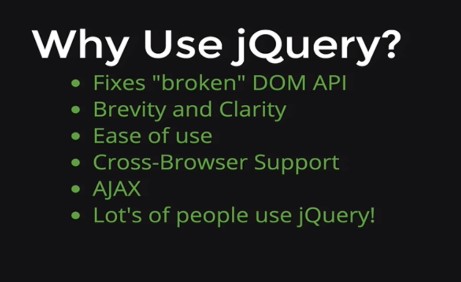 Why Use jQuery?
• Fixes "broken" DOM API
• Brevity and Clarity
• Ease of use
• Cross-Browser Support
• AJAX
• Lot's of people use jQuery!